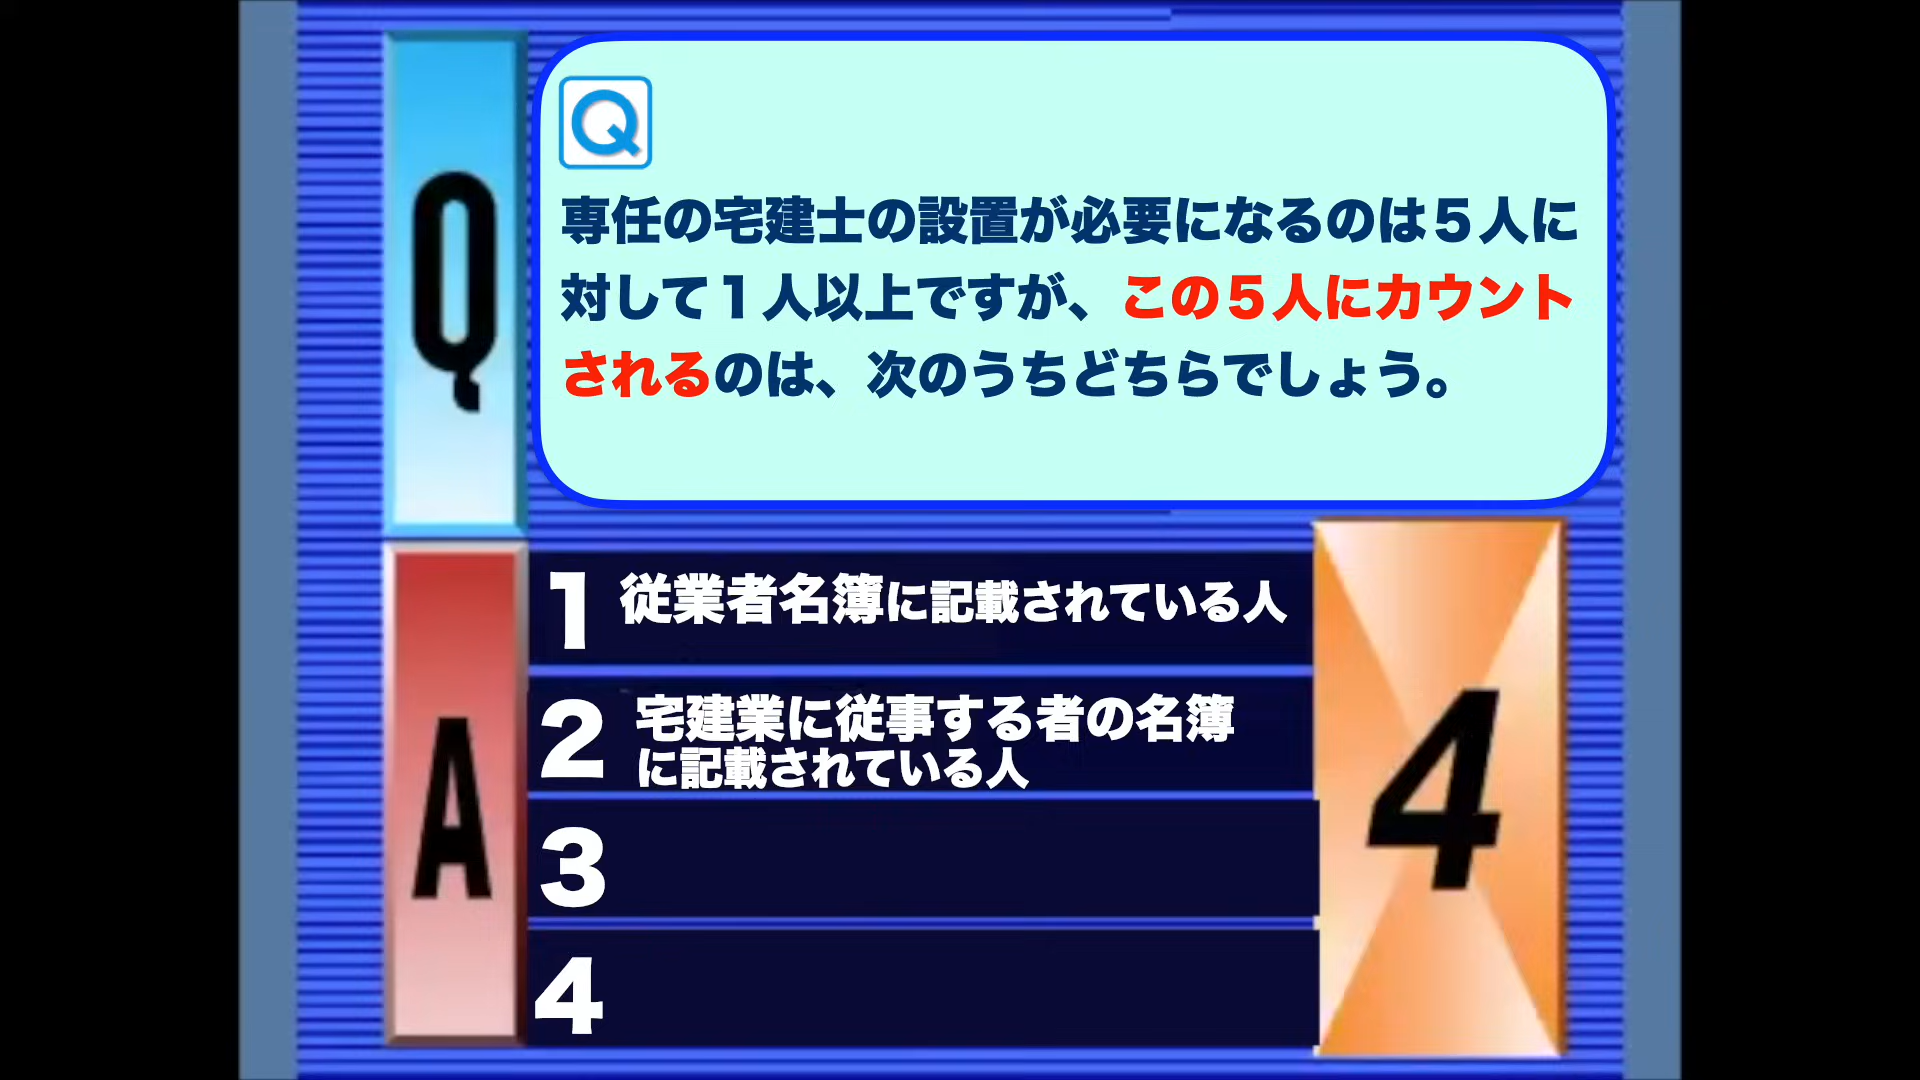 Q
Q
専任の宅建士の設置が必要になるのは５人に
対して１人以上ですが、この５人にカウント
されるのは、次のうちどちらでしょう。
A
1 従業者名簿に記載されている人
2 宅建業に従事する者の名簿
に記載されている人
3
4
4